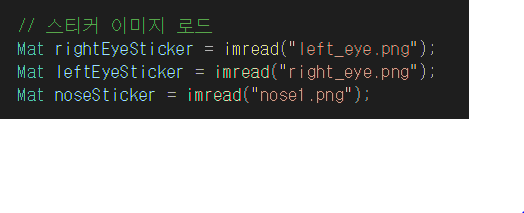 // 스티커 이미지 로드
Mat rightEyeSticker = imread("left_eye.png");
Mat leftEyeSticker = imread("right_eye.png");
Mat noseSticker = imread("nose1.png");